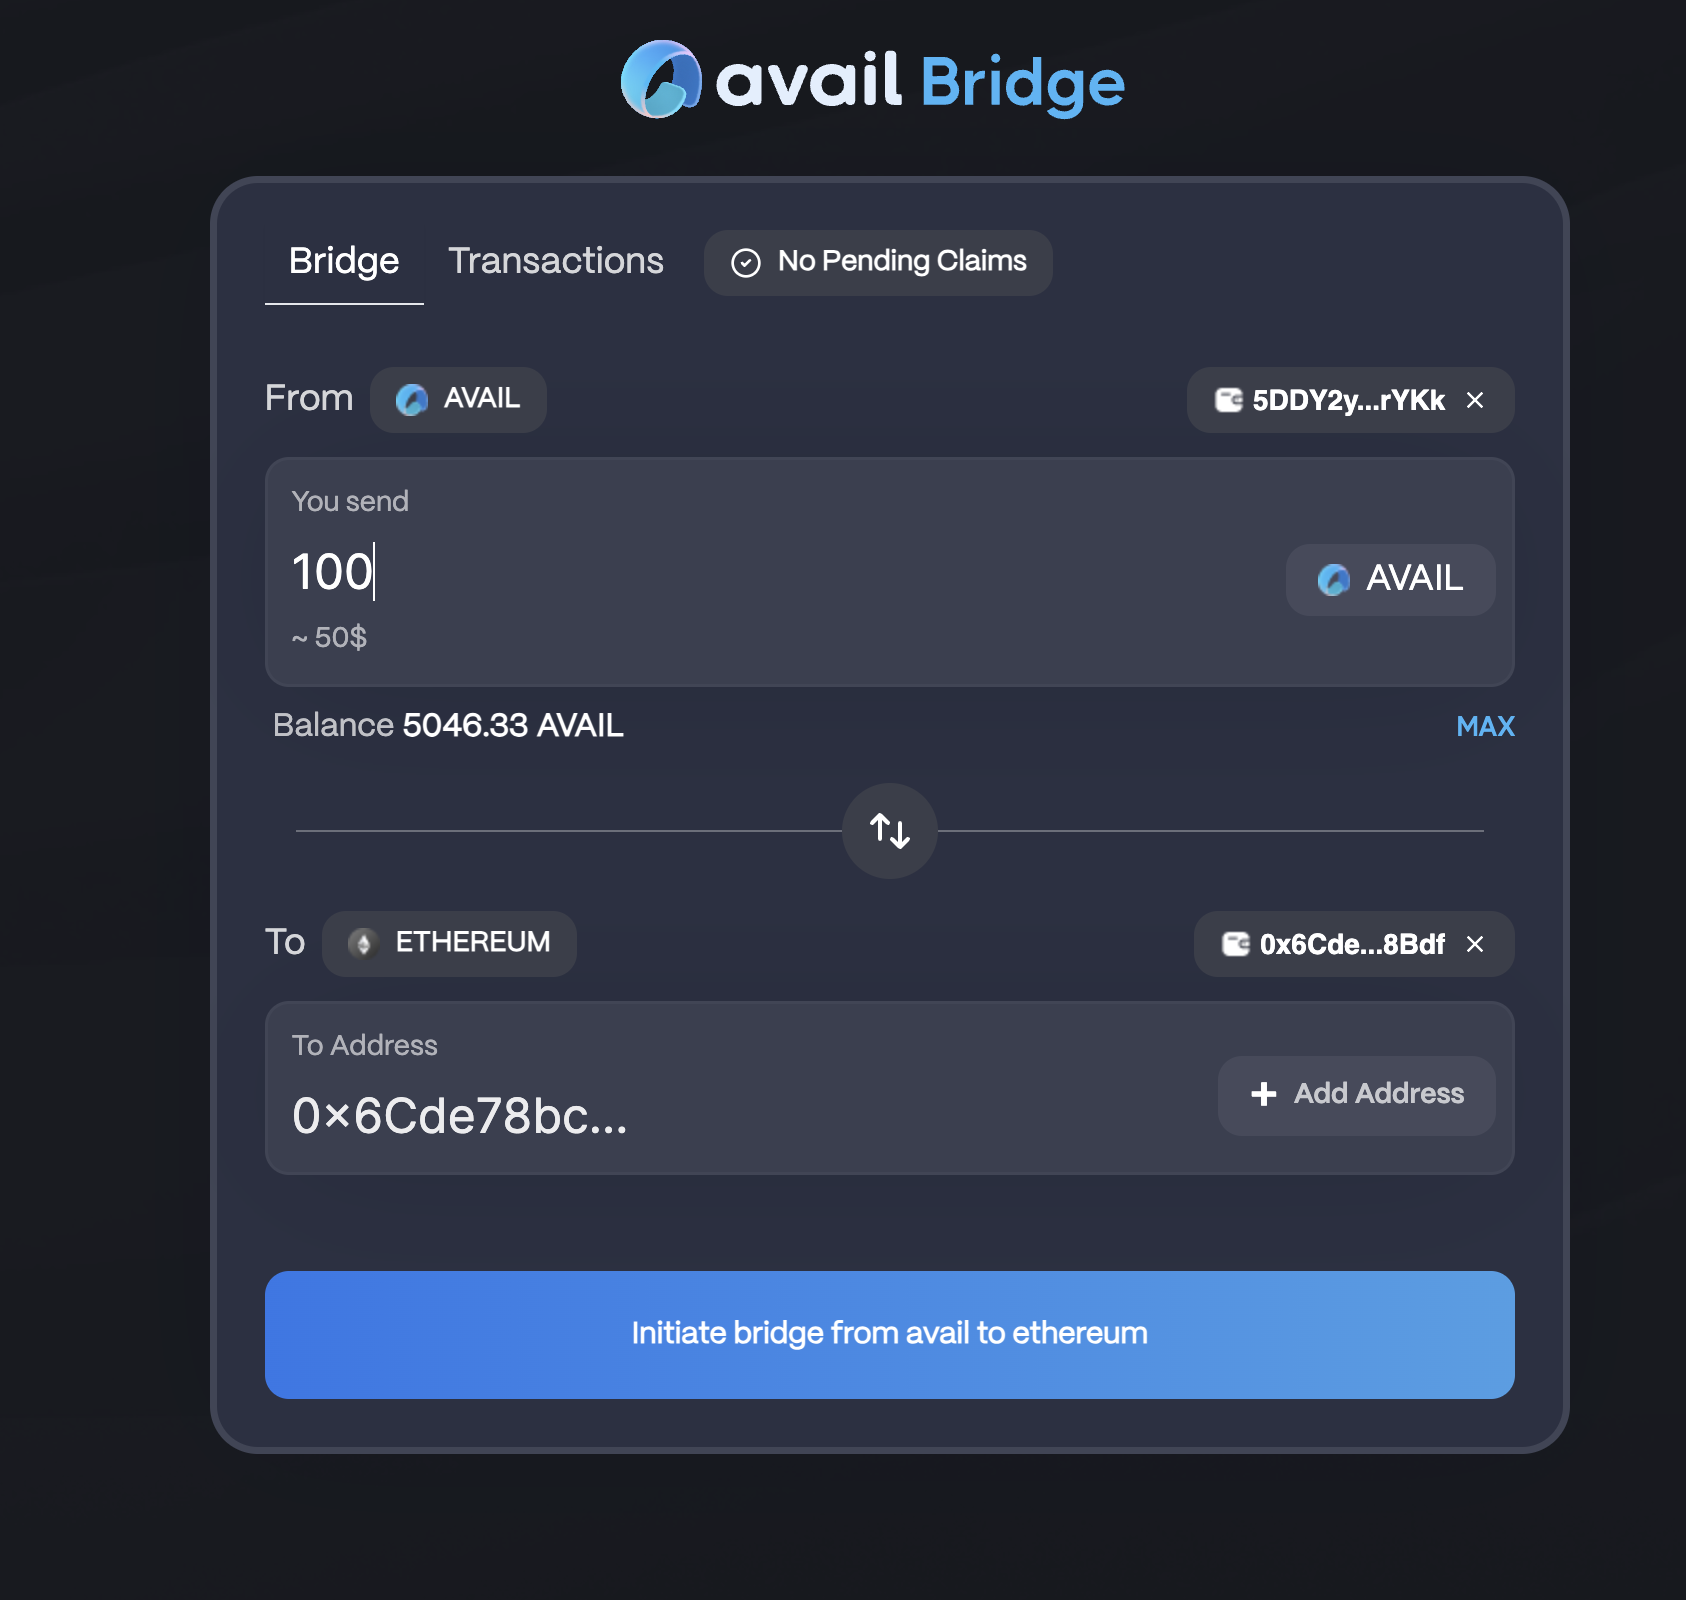 avail Bridge
Bridge Transactions No Pending Claims
From AVAIL 5DDY2y...rYKk ×
You send
100
AVAIL
~ 50$
Balance 5046.33 AVAIL MAX
To ETHEREUM 0x6Cde...8Bdf ×
To Address
0×6Cde78bc...
+ Add Address
Initiate bridge from avail to ethereum